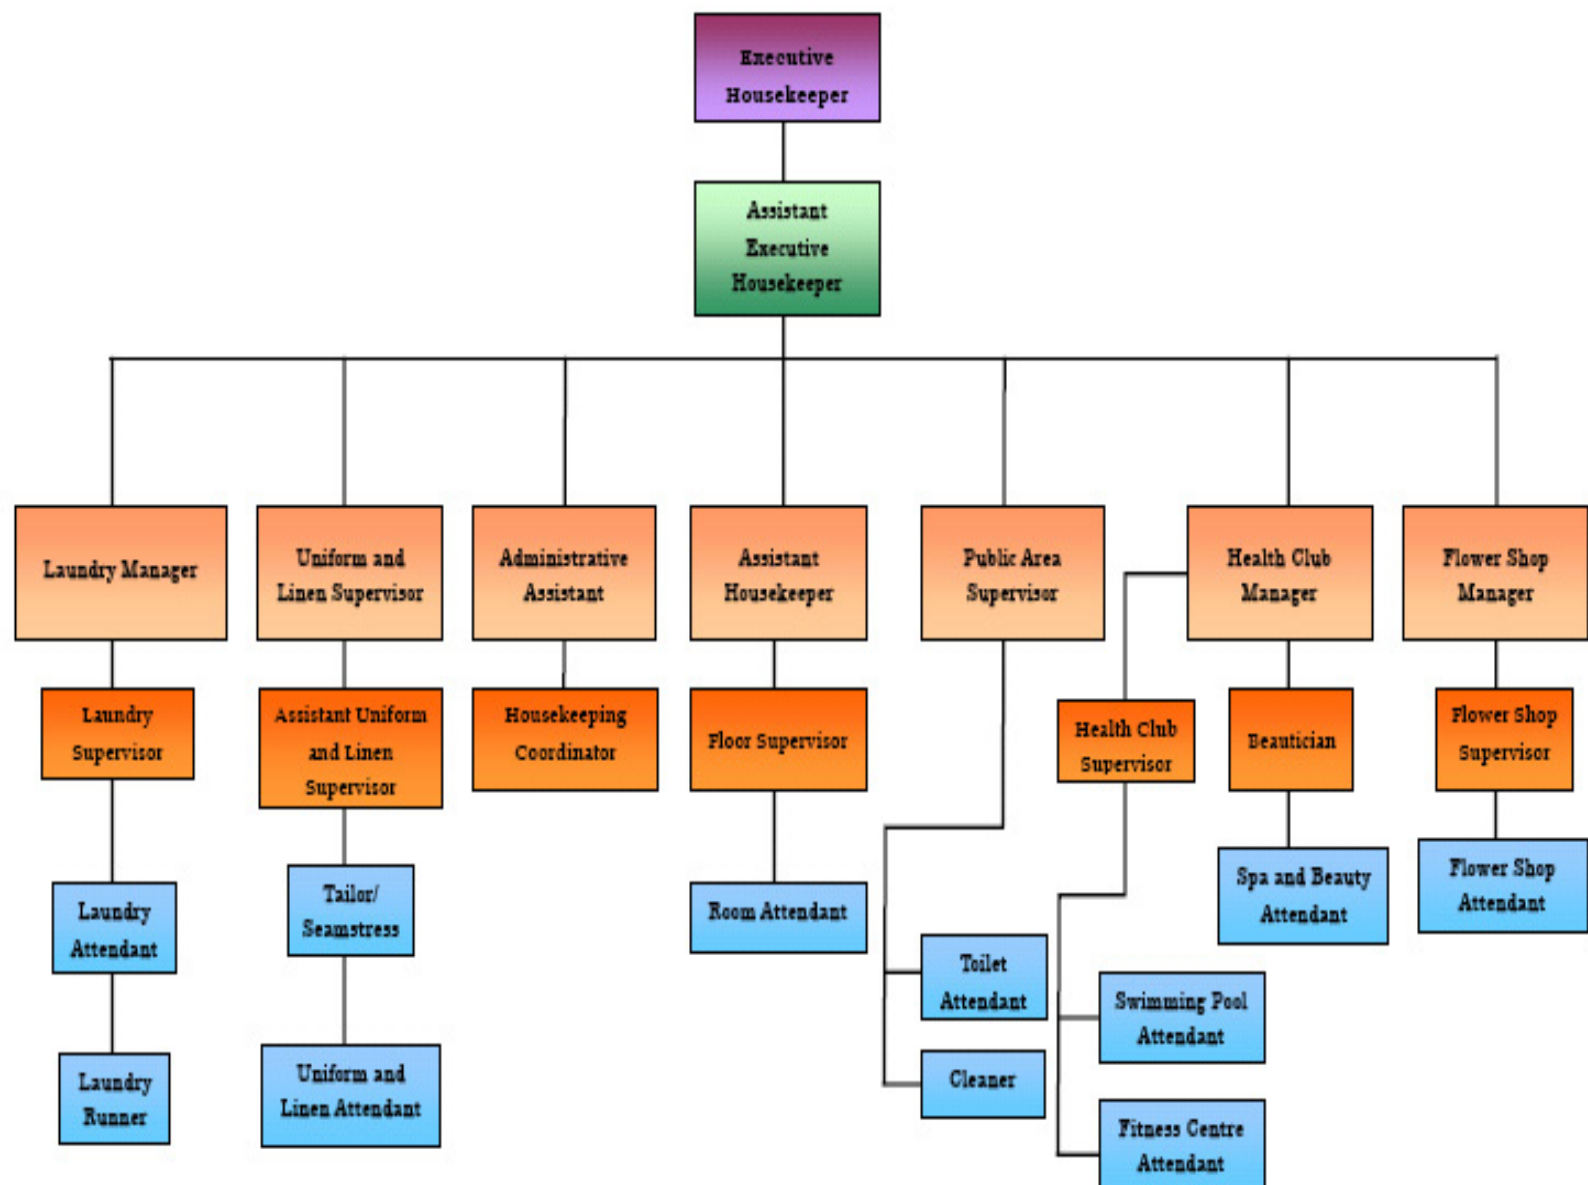 Executive
Housekeeper
Assistant
Executive
Housekeeper
Laundry Manager
Uniform and
Linen Supervisor
Administrative
Assistant
Assistant
Housekeeper
Public Area
Supervisor
Health Club
Manager
Flower Shop
Manager
Laundry
Supervisor
Assistant Uniform
and Linen
Supervisor
Housekeeping
Coordinator
Floor Supervisor
Health Club
Supervisor
Beautician
Flower Shop
Supervisor
Laundry
Attendant
Tailor/
Seamstress
Room Attendant
Spa and Beauty
Attendant
Flower Shop
Attendant
Toilet
Attendant
Swimming Pool
Attendant
Laundry
Runner
Uniform and
Linen Attendant
Cleaner
Fitness Centre
Attendant